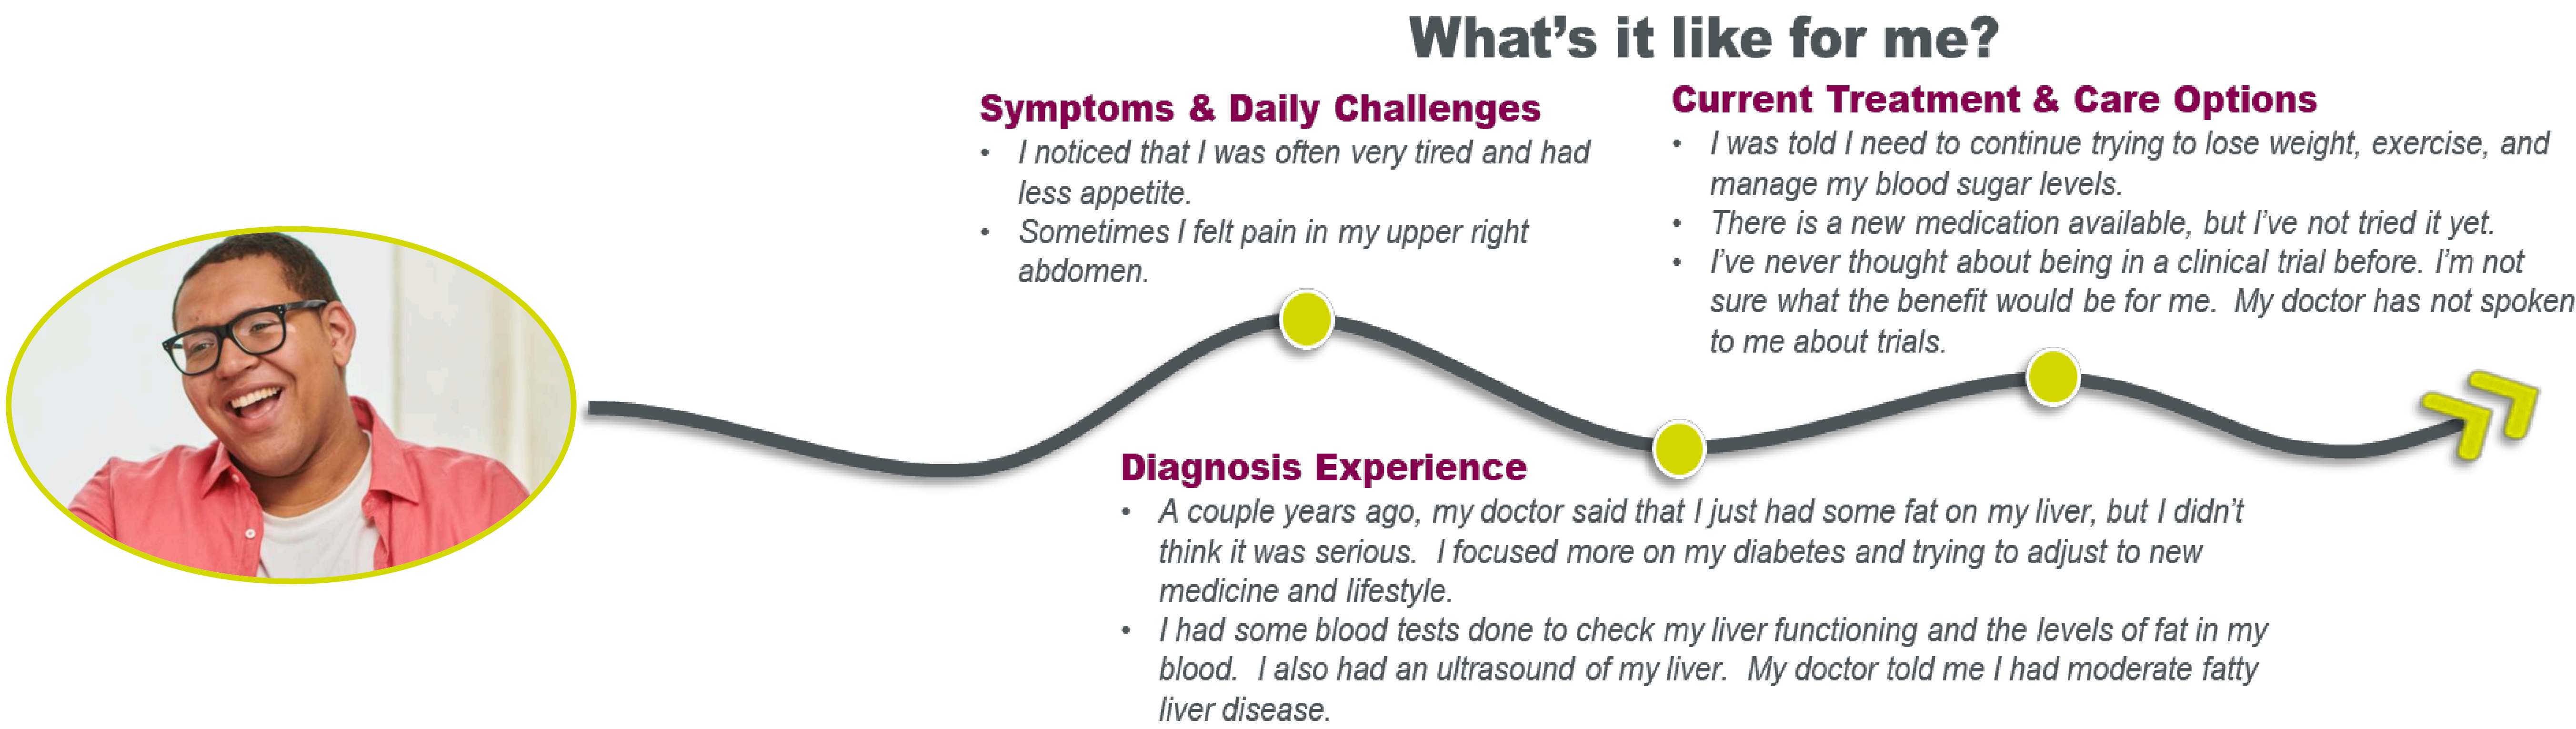 What's it like for me?
Symptoms & Daily Challenges
• I noticed that I was often very tired and had
less appetite.
• Sometimes I felt pain in my upper right
abdomen.
Current Treatment & Care Options
• I was told I need to continue trying to lose weight, exercise, and
manage my blood sugar levels.
• There is a new medication available, but I've not tried it yet.
• I've never thought about being in a clinical trial before. I'm not
sure what the benefit would be for me.  My doctor has not spoken
to me about trials.
Diagnosis Experience
• A couple years ago, my doctor said that I just had some fat on my liver, but I didn't
think it was serious.  I focused more on my diabetes and trying to adjust to new
medicine and lifestyle.
• I had some blood tests done to check my liver functioning and the levels of fat in my
blood.  I also had an ultrasound of my liver.  My doctor told me I had moderate fatty
liver disease.